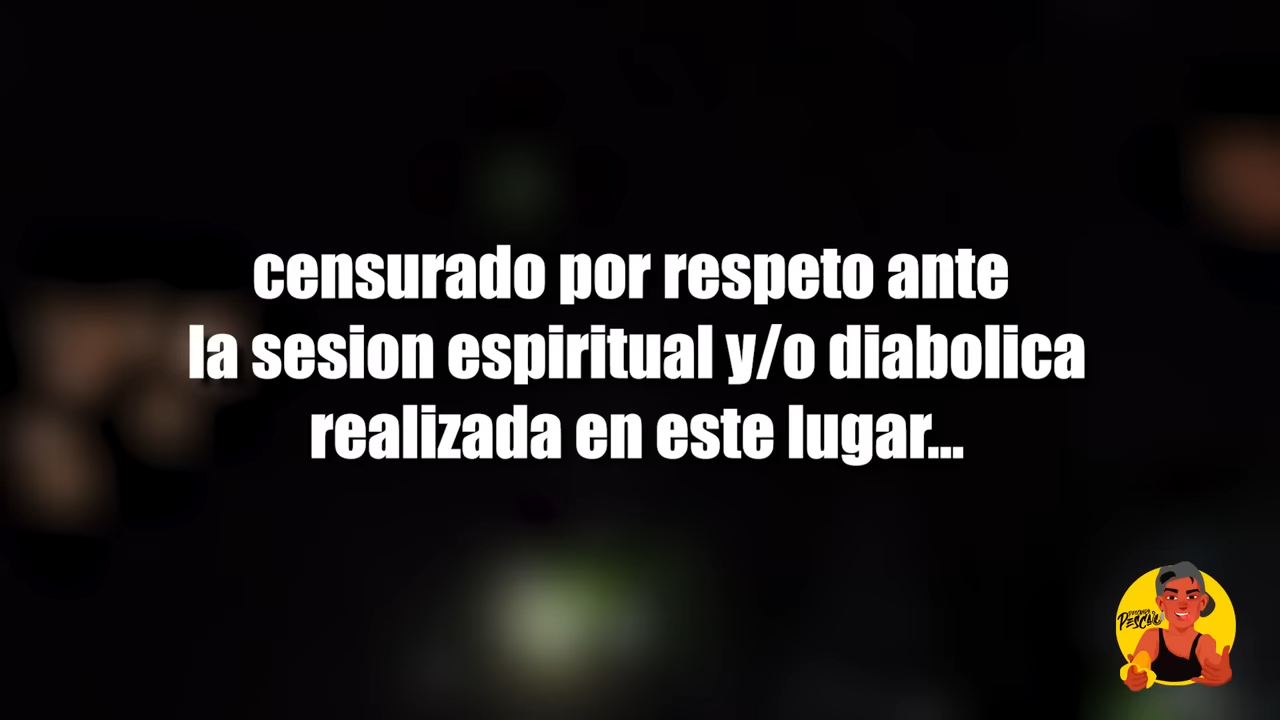 censurado por respeto ante
la sesion espiritual y/o diabolica
realizada en este lugar...